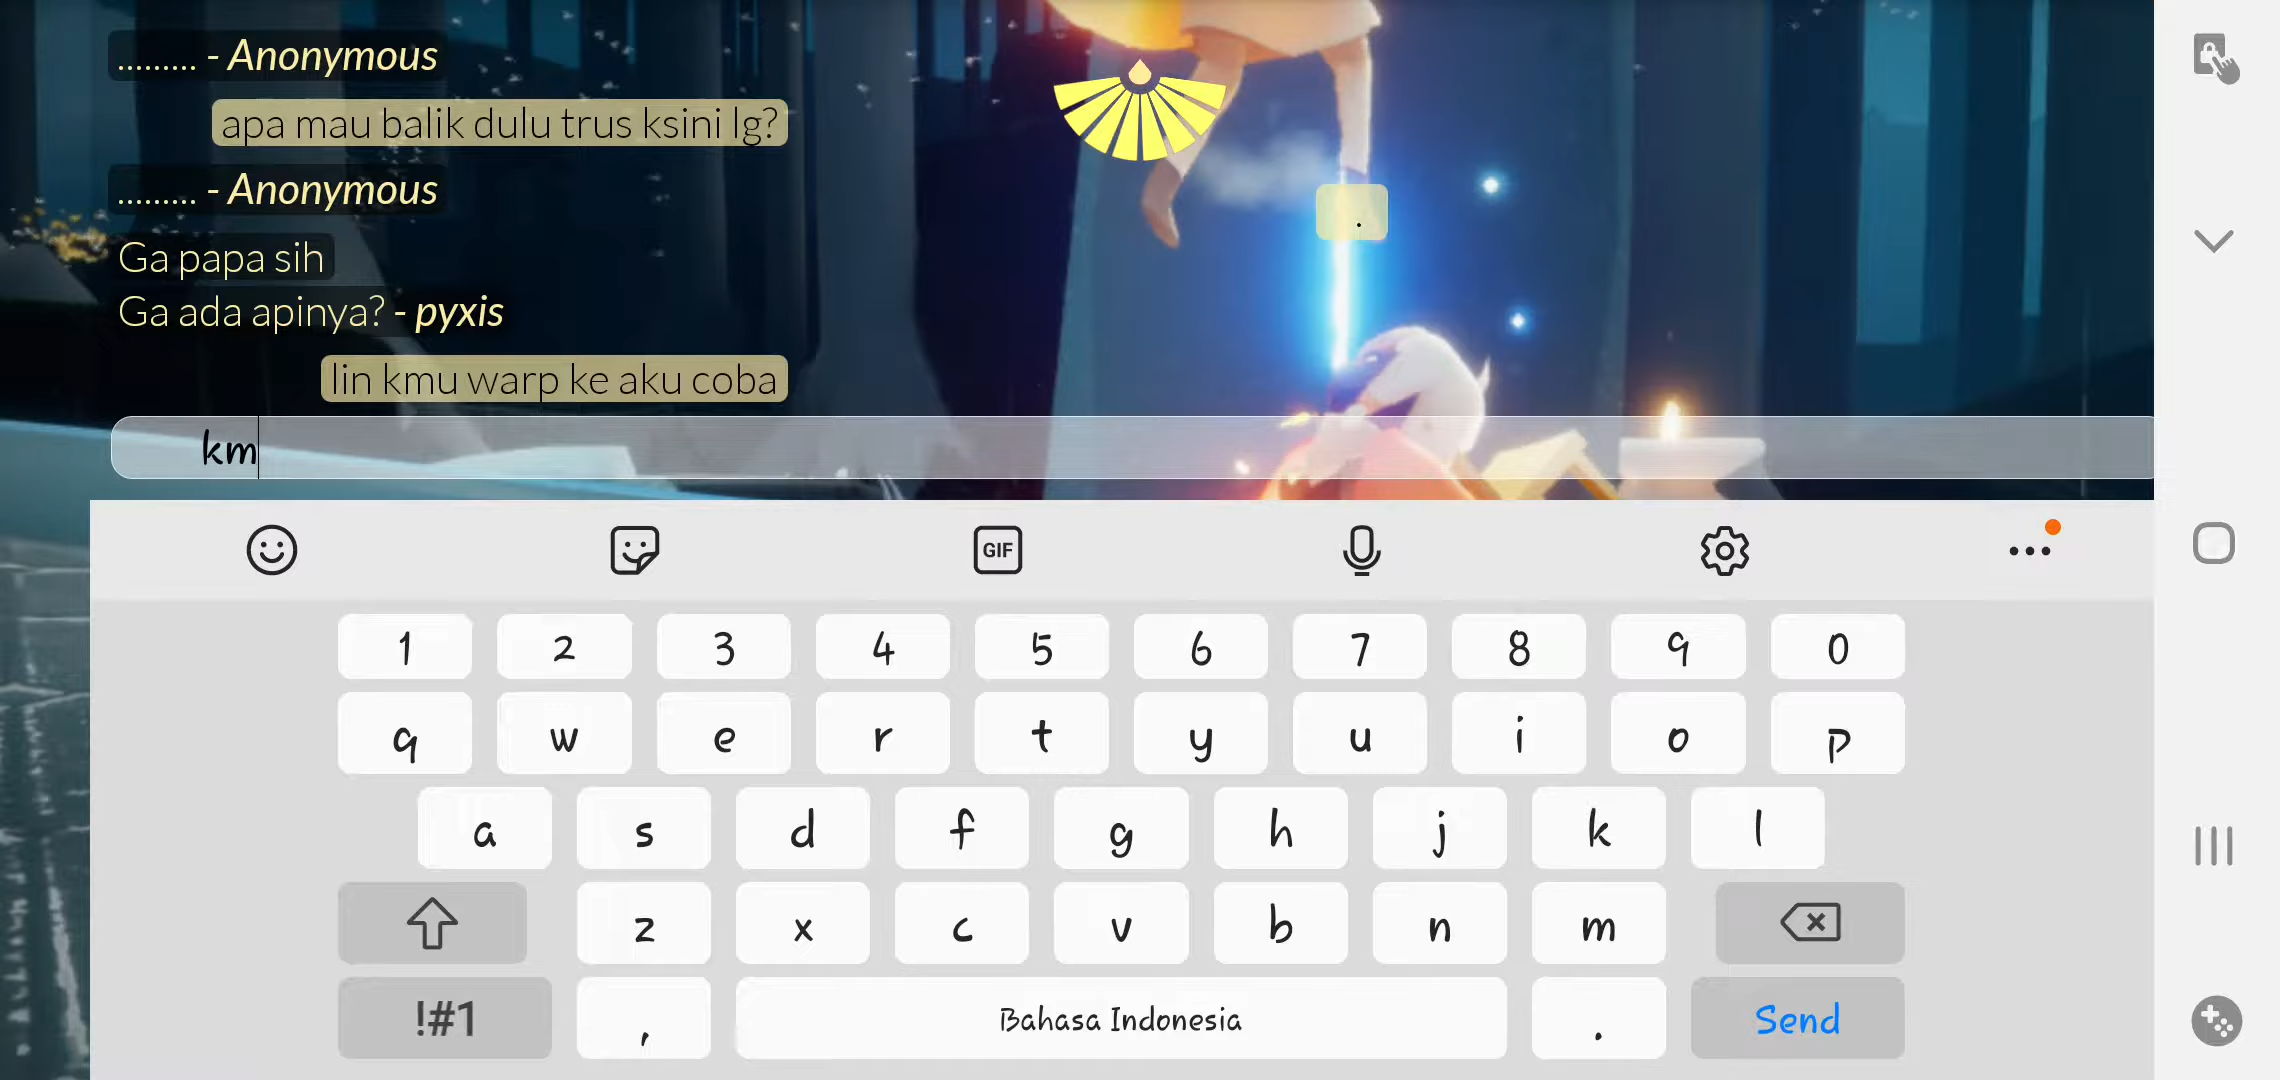 ......... - Anonymous
apa mau balik dulu trus ksini lg?
......... - Anonymous
Ga papa sih
Ga ada apinya? - pyxis
lin kmu warp ke aku coba
.
km
GIF
1 2 3 4 5 6 7 8 9 0
q w e r t y u i o p
a s d f g h j k l
z x c v b n m
!#1 , Bahasa Indonesia . Send